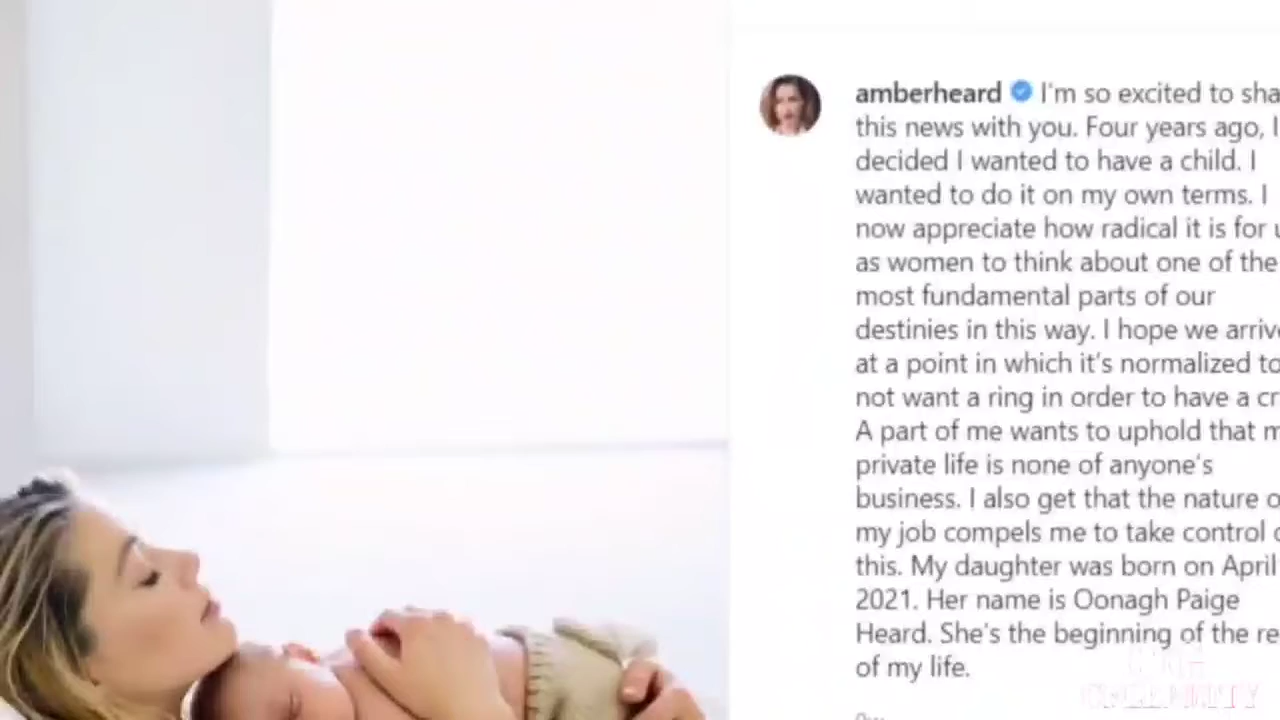 amberheard I'm so excited to sha
this news with you. Four years ago, I
decided I wanted to have a child. I
wanted to do it on my own terms. I
now appreciate how radical it is for u
as women to think about one of the
most fundamental parts of our
destinies in this way. I hope we arrive
at a point in which it's normalized to
not want a ring in order to have a cri
A part of me wants to uphold that m
private life is none of anyone's
business. I also get that the nature o
my job compels me to take control o
this. My daughter was born on April
2021. Her name is Oonagh Paige
Heard. She's the beginning of the re
of my life.